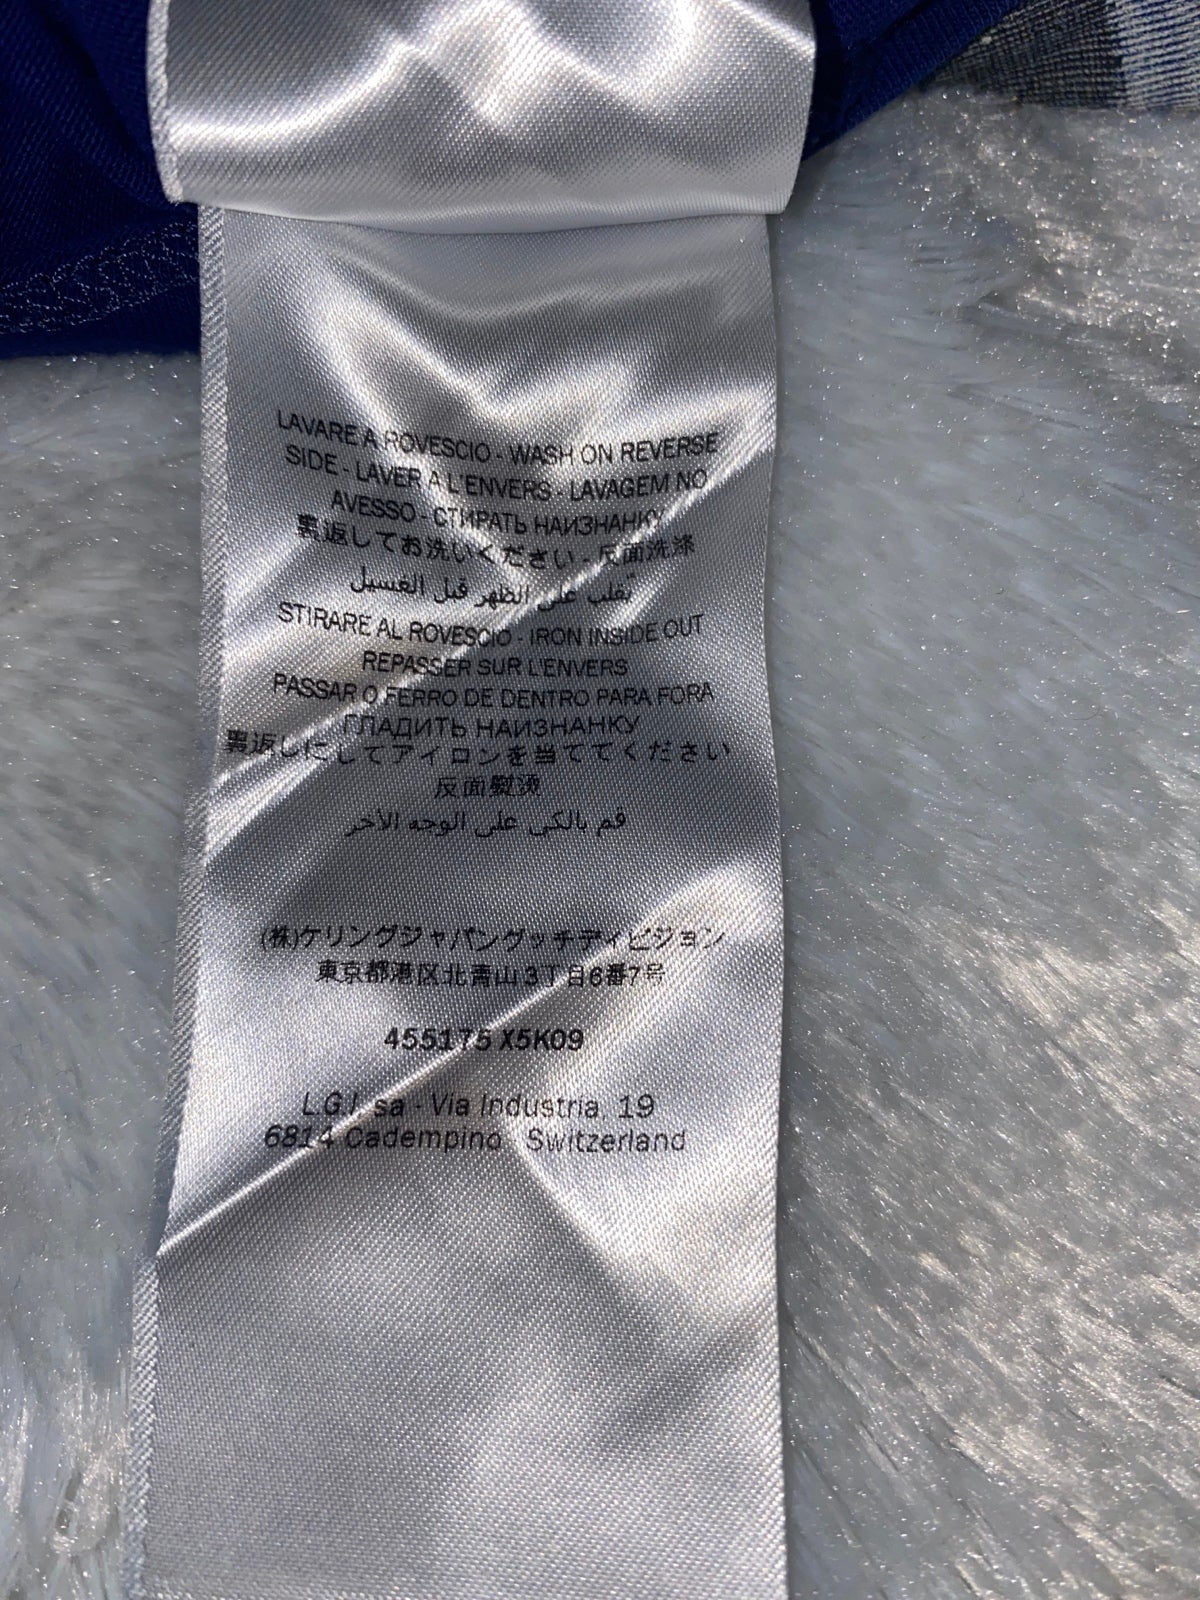 LAVARE A ROVESCIO - WASH ON REVERSE
SIDE - LAVER A L'ENVERS - LAVAGEM NO
AVESSO - СТИРАТЬ НАИЗНАНКУ
裏返してお洗いください - 反面洗涤
تقلب على الظهر قبل الغسيل
STIRARE AL ROVESCIO - IRON INSIDE OUT
REPASSER SUR L'ENVERS
PASSAR O FERRO DE DENTRO PARA FORA
ГЛАДИТЬ НАИЗНАНКУ
裏返しにしてアイロンを当ててください
反面熨烫
قم بالكي على الوجه الآخر
(株)ケリングジャパングッチディビジョン
東京都港区北青山3丁目6番7号
455175 X5K09
L.G.I. sa - Via Industria, 19
6814 Cadempino Switzerland